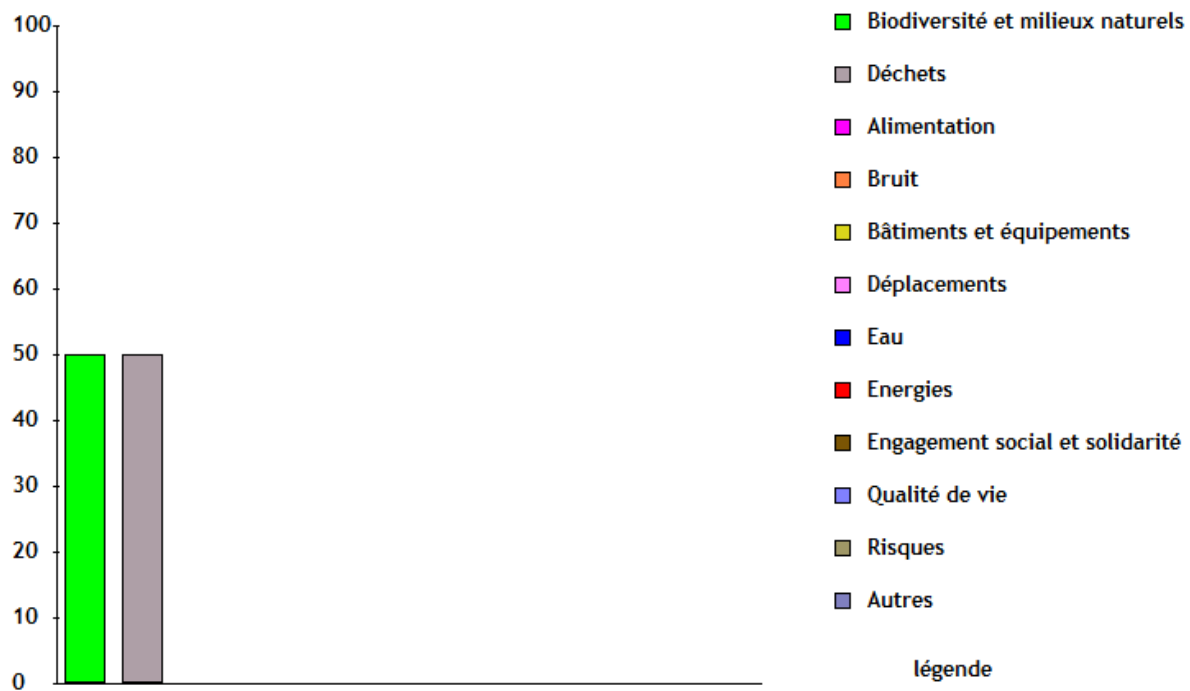 100
90
80
70
60
50
40
30
20
10
0
Biodiversité et milieux naturels
Déchets
Alimentation
Bruit
Bâtiments et équipements
Déplacements
Eau
Energies
Engagement social et solidarité
Qualité de vie
Risques
Autres
légende